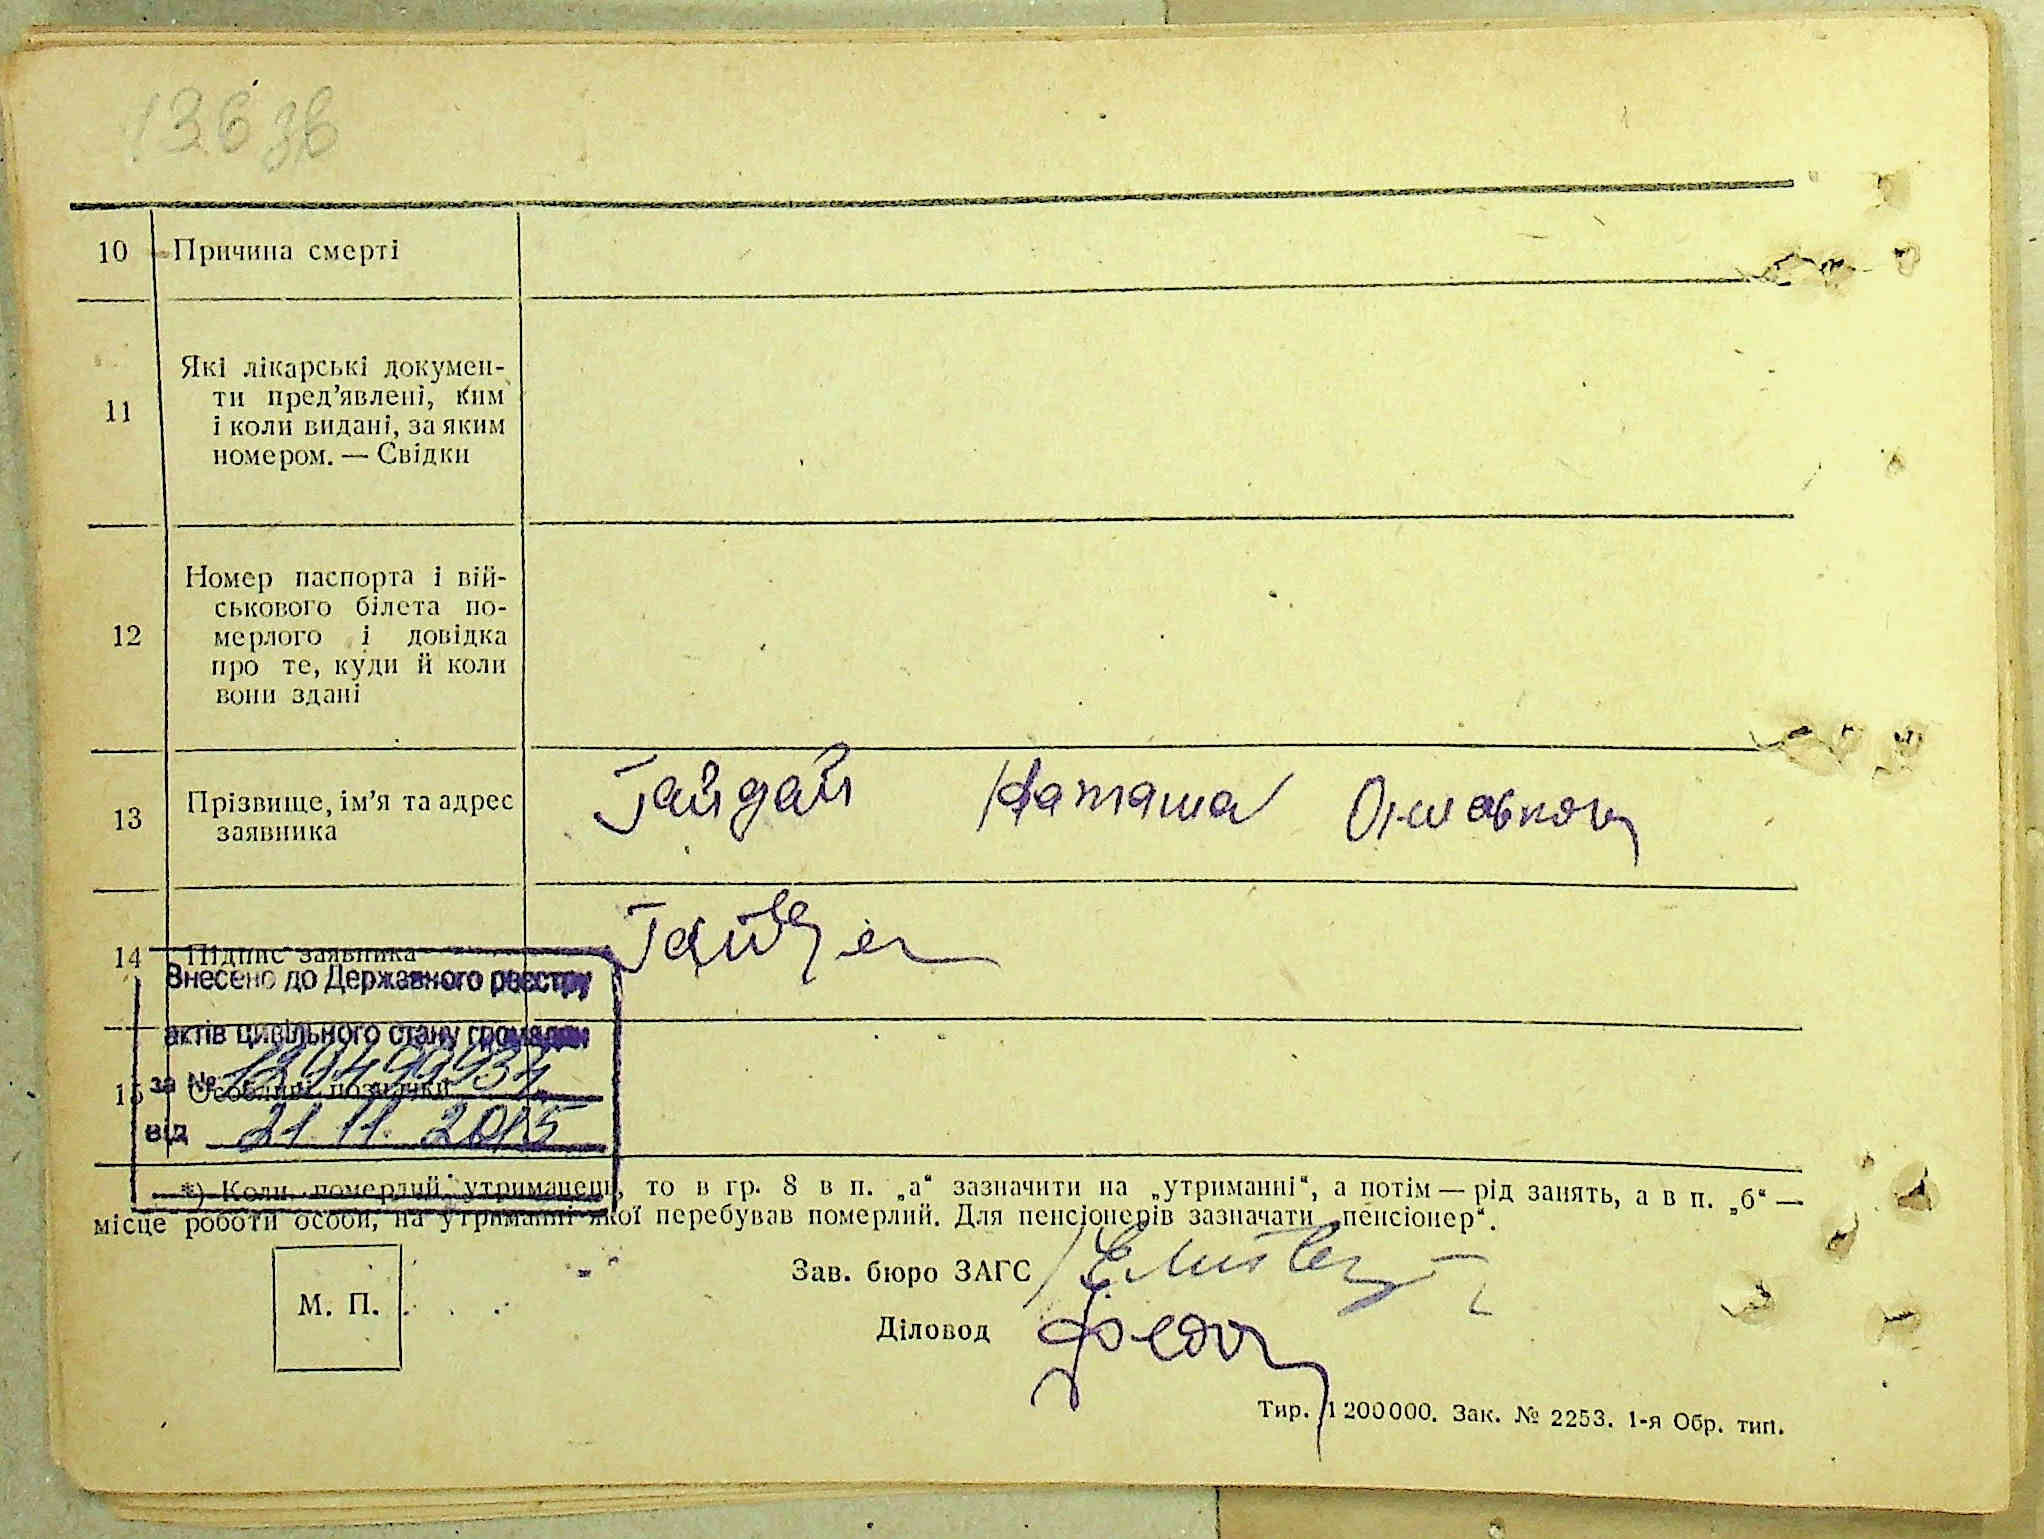 136 зв
10 Причина смерті
11 Які лікарські докумен-
ти пред’явлені, ким
і коли видані, за яким
номером. — Свідки
12 Номер паспорта і вій-
ськового білета по-
мерлого і довідка
про те, куди й коли
вони здані
13 Прізвище, ім’я та адрес
заявника
Гайдай Наташа
14 Підпис заявника
Внесено до Державного реєстру
актів цивільного стану громадян
за №
15 Особливі позначки
від 21.11.2015
*) Коли померлий утриманець, то в гр. 8 в п. „а“ зазначити на „утриманні“, а потім — рід занять, а в п. „б“ —
місце роботи особи, на утриманні якої перебував померлий. Для пенсіонерів зазначати „пенсіонер“.
Зав. бюро ЗАГС
М. П.
Діловод
Тир. 1 200 000. Зак. № 2253. 1-я Обр. тип.